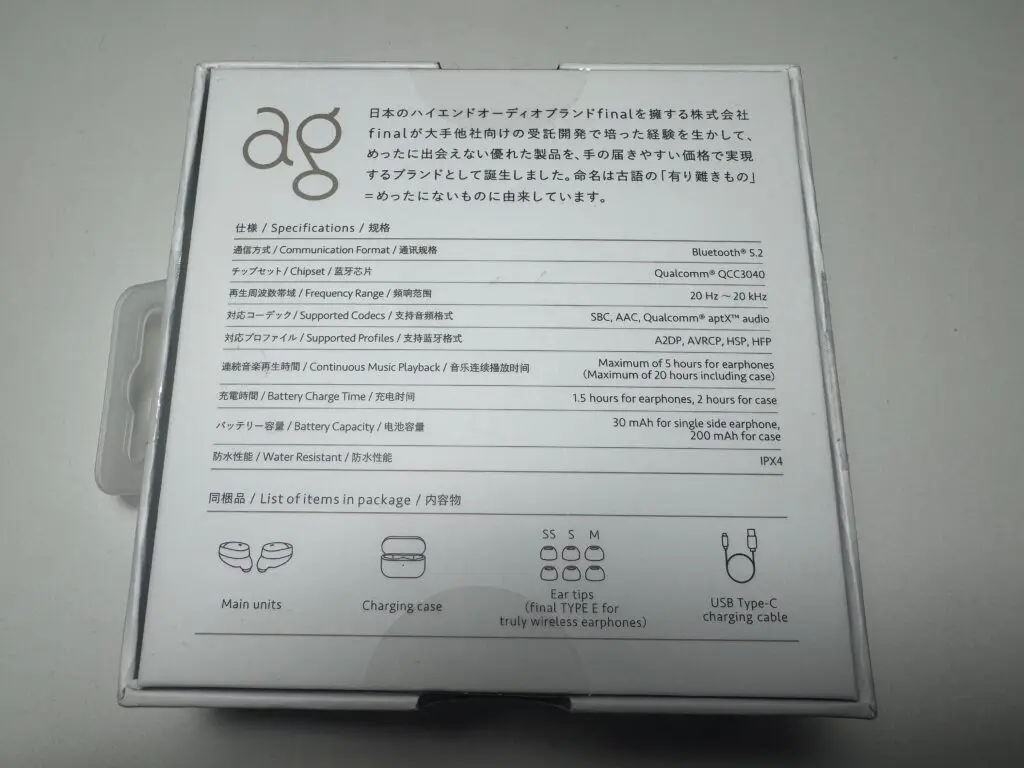 ag
日本のハイエンドオーディオブランドfinalを擁する株式会社
finalが大手他社向けの受託開発で培った経験を生かして、
めったに出会えない優れた製品を、手の届きやすい価格で実現
するブランドとして誕生しました。命名は古語の「有り難きもの」
=めったにないものに由来しています。
仕様 / Specifications / 规格
通信方式 / Communication Format / 通讯规格 Bluetooth® 5.2
チップセット / Chipset / 蓝牙芯片 Qualcomm® QCC3040
再生周波数帯域 / Frequency Range / 频响范围 20 Hz ～ 20 kHz
対応コーデック / Supported Codecs / 支持音频格式 SBC, AAC, Qualcomm® aptX™ audio
対応プロファイル / Supported Profiles / 支持蓝牙格式 A2DP, AVRCP, HSP, HFP
連続音楽再生時間 / Continuous Music Playback / 音乐连续播放时间 Maximum of 5 hours for earphones
(Maximum of 20 hours including case)
充電時間 / Battery Charge Time / 充电时间 1.5 hours for earphones, 2 hours for case
バッテリー容量 / Battery Capacity / 电池容量 30 mAh for single side earphone,
200 mAh for case
防水性能 / Water Resistant / 防水性能 IPX4
同梱品 / List of items in package / 内容物
SS S M
Main units
Charging case
Ear tips
(final TYPE E for
truly wireless earphones)
USB Type-C
charging cable